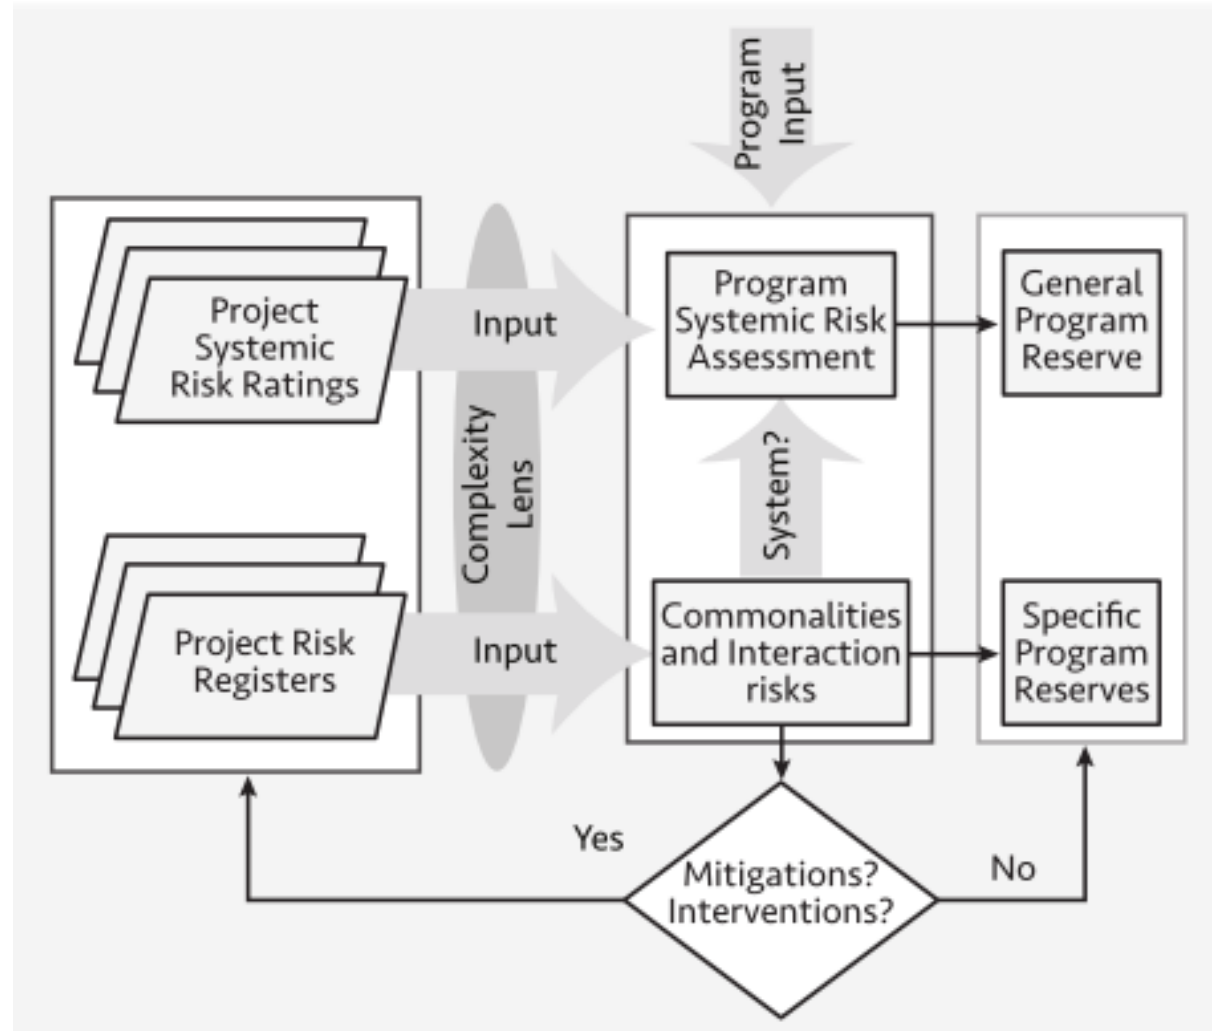 Program
Input
Project
Systemic
Risk Ratings
Input
Program
Systemic Risk
Assessment
General
Program
Reserve
Complexity
Lens
System?
Project Risk
Registers
Input
Commonalities
and Interaction
risks
Specific
Program
Reserves
Yes
Mitigations?
Interventions?
No